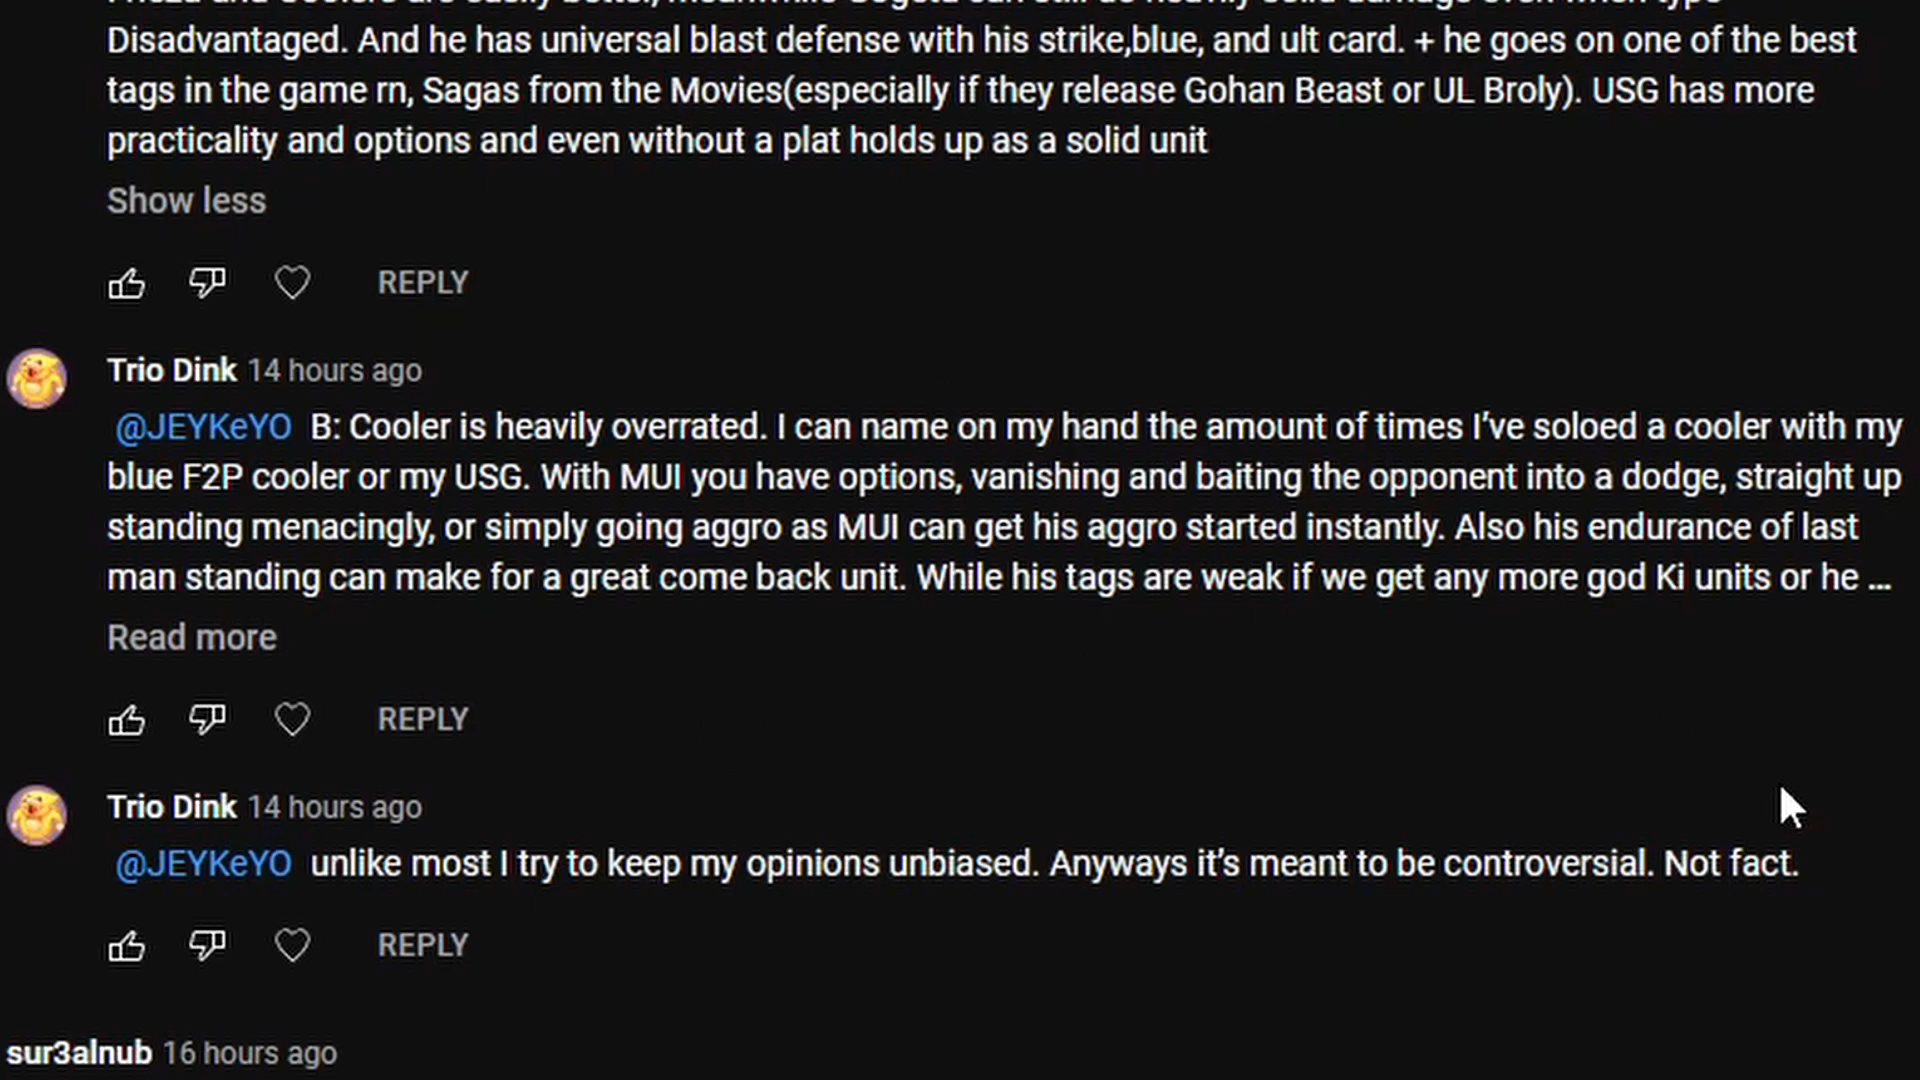 Disadvantaged. And he has universal blast defense with his strike,blue, and ult card. + he goes on one of the best
tags in the game rn, Sagas from the Movies(especially if they release Gohan Beast or UL Broly). USG has more
practicality and options and even without a plat holds up as a solid unit
Show less
REPLY
Trio Dink 14 hours ago
@JEYKeYO B: Cooler is heavily overrated. I can name on my hand the amount of times I’ve soloed a cooler with my
blue F2P cooler or my USG. With MUI you have options, vanishing and baiting the opponent into a dodge, straight up
standing menacingly, or simply going aggro as MUI can get his aggro started instantly. Also his endurance of last
man standing can make for a great come back unit. While his tags are weak if we get any more god Ki units or he ...
Read more
REPLY
Trio Dink 14 hours ago
@JEYKeYO unlike most I try to keep my opinions unbiased. Anyways it’s meant to be controversial. Not fact.
REPLY
sur3alnub 16 hours ago